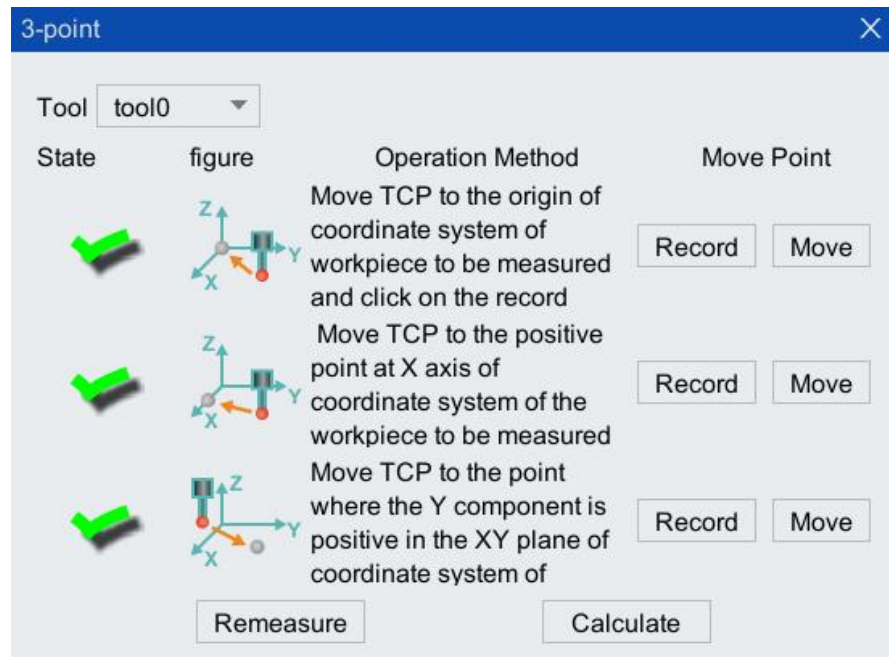 3-point
Tool tool0
State figure Operation Method Move Point
Z
Y
X
Move TCP to the origin of
coordinate system of
workpiece to be measured
and click on the record
Record Move
Z
Y
X
Move TCP to the positive
point at X axis of
coordinate system of the
workpiece to be measured
Record Move
Z
Y
X
Move TCP to the point
where the Y component is
positive in the XY plane of
coordinate system of
Record Move
Remeasure Calculate